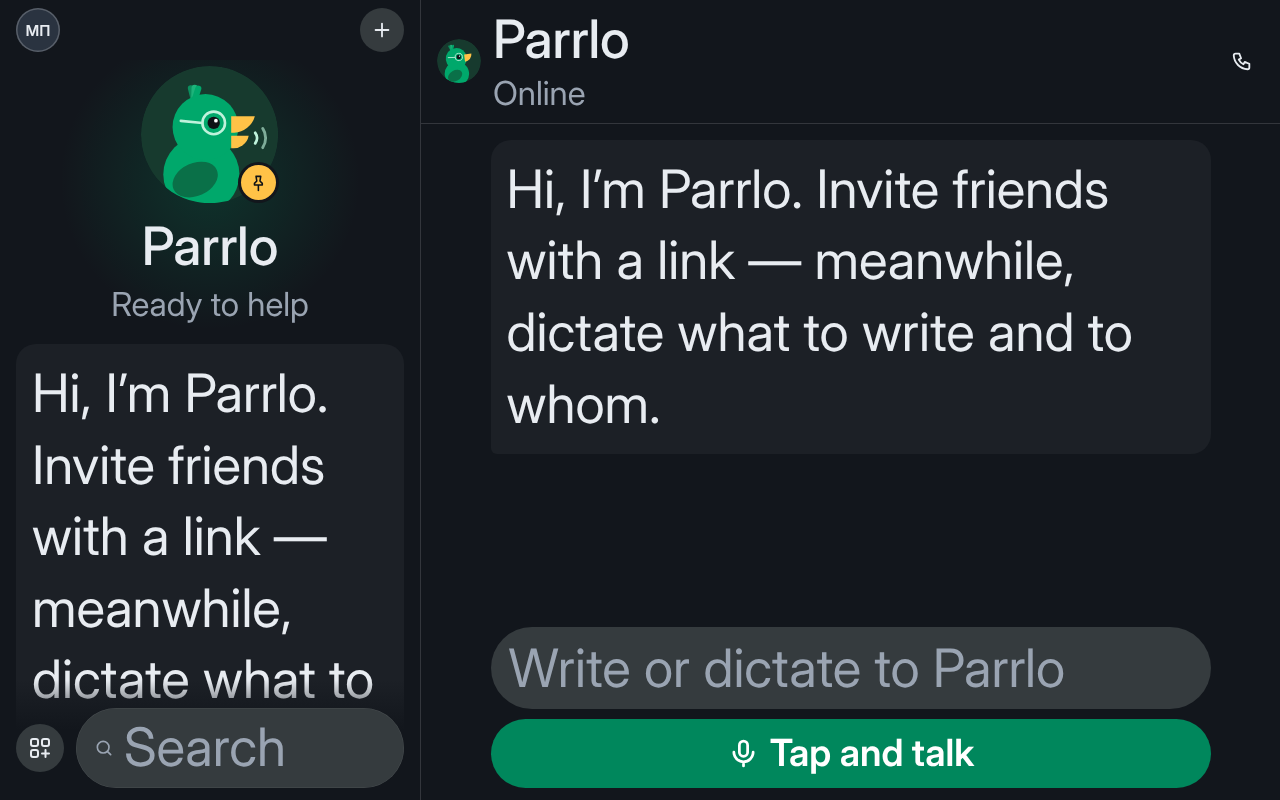 МП
Parrlo
Ready to help
Hi, I’m Parrlo.
Invite friends
with a link —
meanwhile,
dictate what to
Search
Parrlo
Online
Hi, I’m Parrlo. Invite friends
with a link — meanwhile,
dictate what to write and to
whom.
Write or dictate to Parrlo
Tap and talk